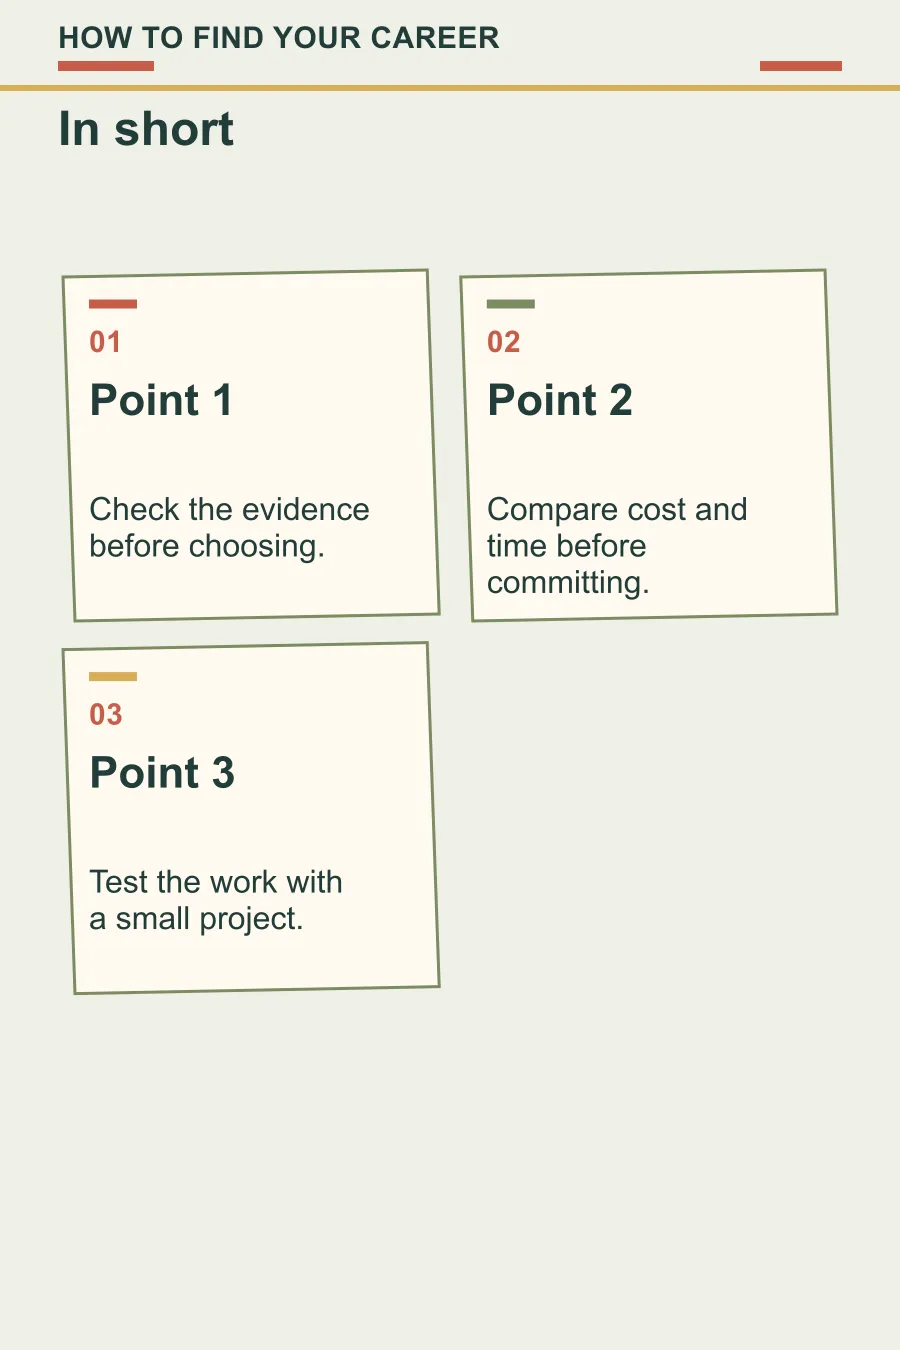 HOW TO FIND YOUR CAREER
In short
01
Point 1
Check the evidence
before choosing.
02
Point 2
Compare cost and
time before
committing.
03
Point 3
Test the work with
a small project.